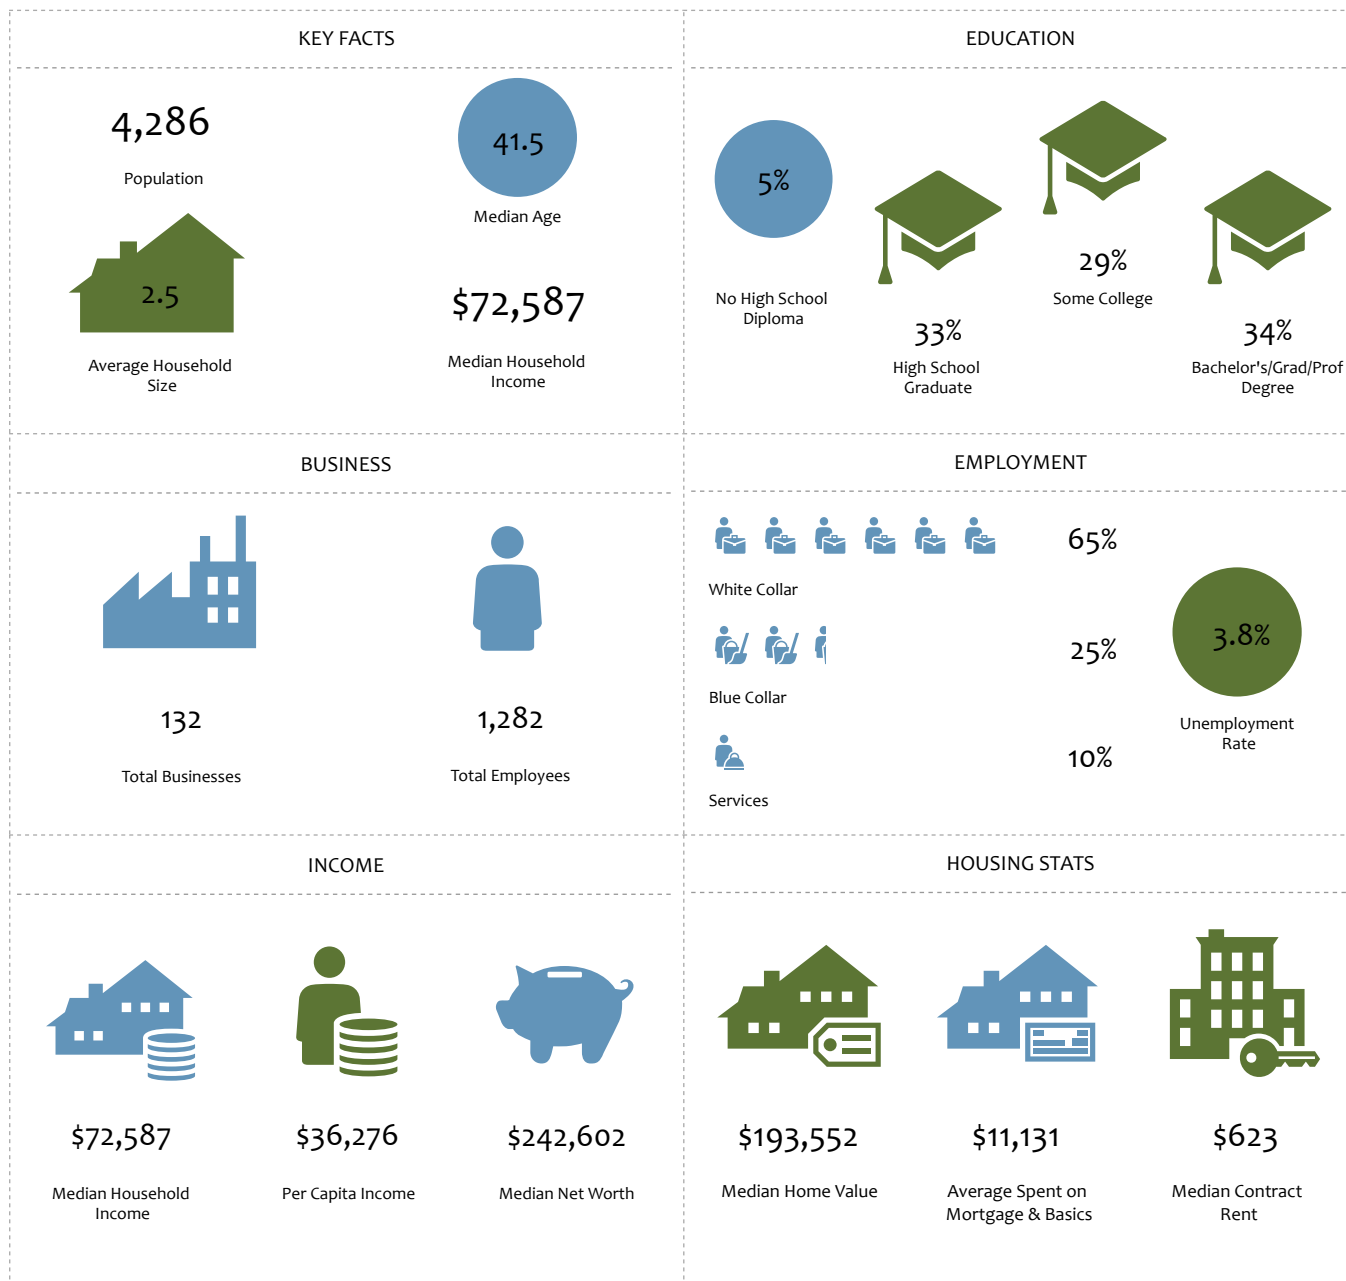 KEY FACTS
4,286
Population
41.5
Median Age
2.5
Average Household
Size
$72,587
Median Household
Income
EDUCATION
5%
No High School
Diploma
33%
High School
Graduate
29%
Some College
34%
Bachelor's/Grad/Prof
Degree
BUSINESS
132
Total Businesses
1,282
Total Employees
EMPLOYMENT
65%
White Collar
25%
Blue Collar
10%
Services
3.8%
Unemployment
Rate
INCOME
$72,587
Median Household
Income
$36,276
Per Capita Income
$242,602
Median Net Worth
HOUSING STATS
$193,552
Median Home Value
$11,131
Average Spent on
Mortgage & Basics
$623
Median Contract
Rent